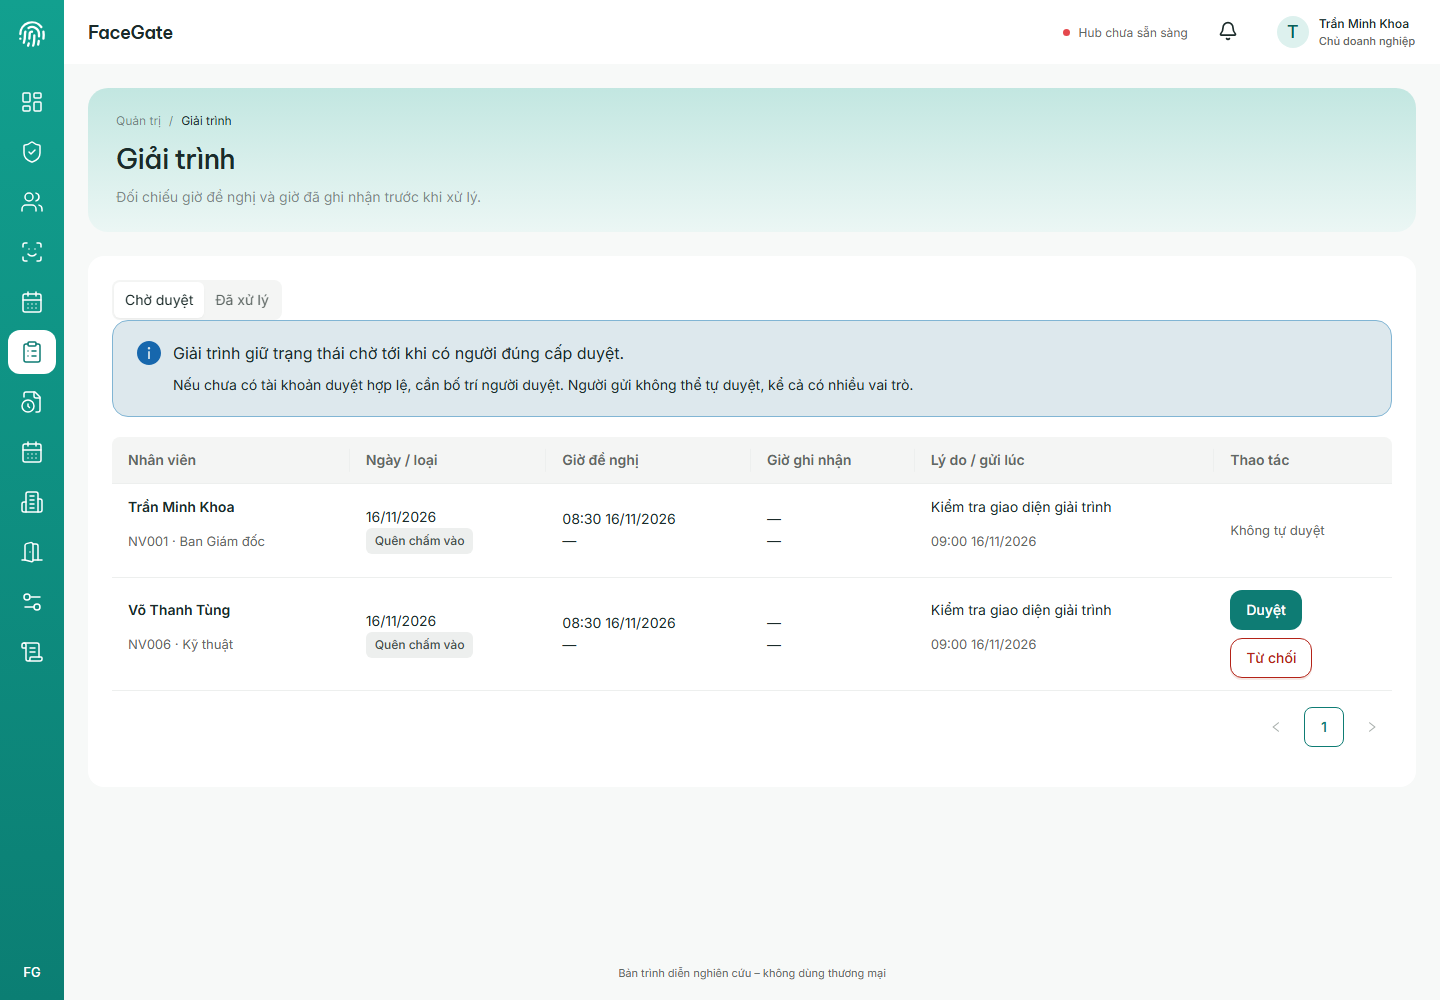 FaceGate
Hub chưa sẵn sàng
T
Trần Minh Khoa
Chủ doanh nghiệp
Quản trị / Giải trình
Giải trình
Đối chiếu giờ đề nghị và giờ đã ghi nhận trước khi xử lý.
Chờ duyệt
Đã xử lý
Giải trình giữ trạng thái chờ tới khi có người đúng cấp duyệt.
Nếu chưa có tài khoản duyệt hợp lệ, cần bố trí người duyệt. Người gửi không thể tự duyệt, kể cả có nhiều vai trò.
Nhân viên
Ngày / loại
Giờ đề nghị
Giờ ghi nhận
Lý do / gửi lúc
Thao tác
Trần Minh Khoa
NV001 · Ban Giám đốc
16/11/2026
Quên chấm vào
08:30 16/11/2026
—
—
—
Kiểm tra giao diện giải trình
09:00 16/11/2026
Không tự duyệt
Võ Thanh Tùng
NV006 · Kỹ thuật
16/11/2026
Quên chấm vào
08:30 16/11/2026
—
—
—
Kiểm tra giao diện giải trình
09:00 16/11/2026
Duyệt
Từ chối
1
FG
Bản trình diễn nghiên cứu – không dùng thương mại